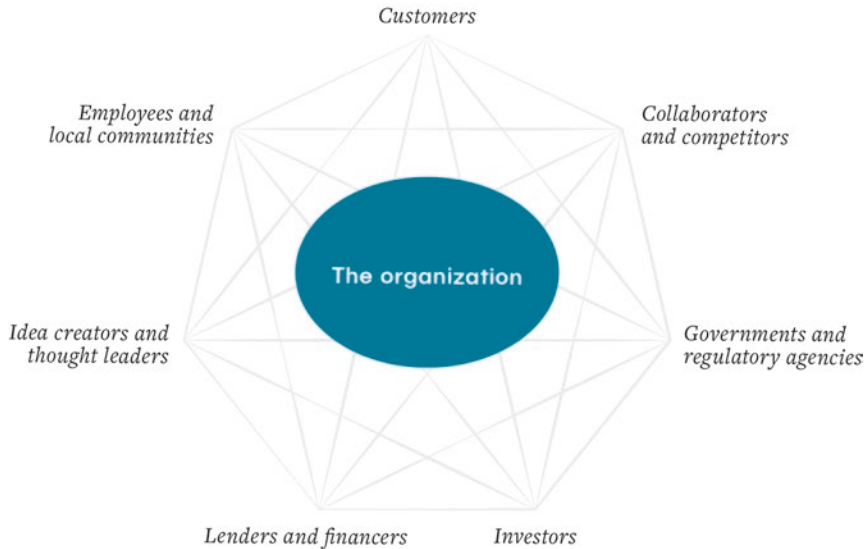 Customers
Employees and
local communities
Collaborators
and competitors
The organization
Idea creators and
thought leaders
Governments and
regulatory agencies
Lenders and financers
Investors